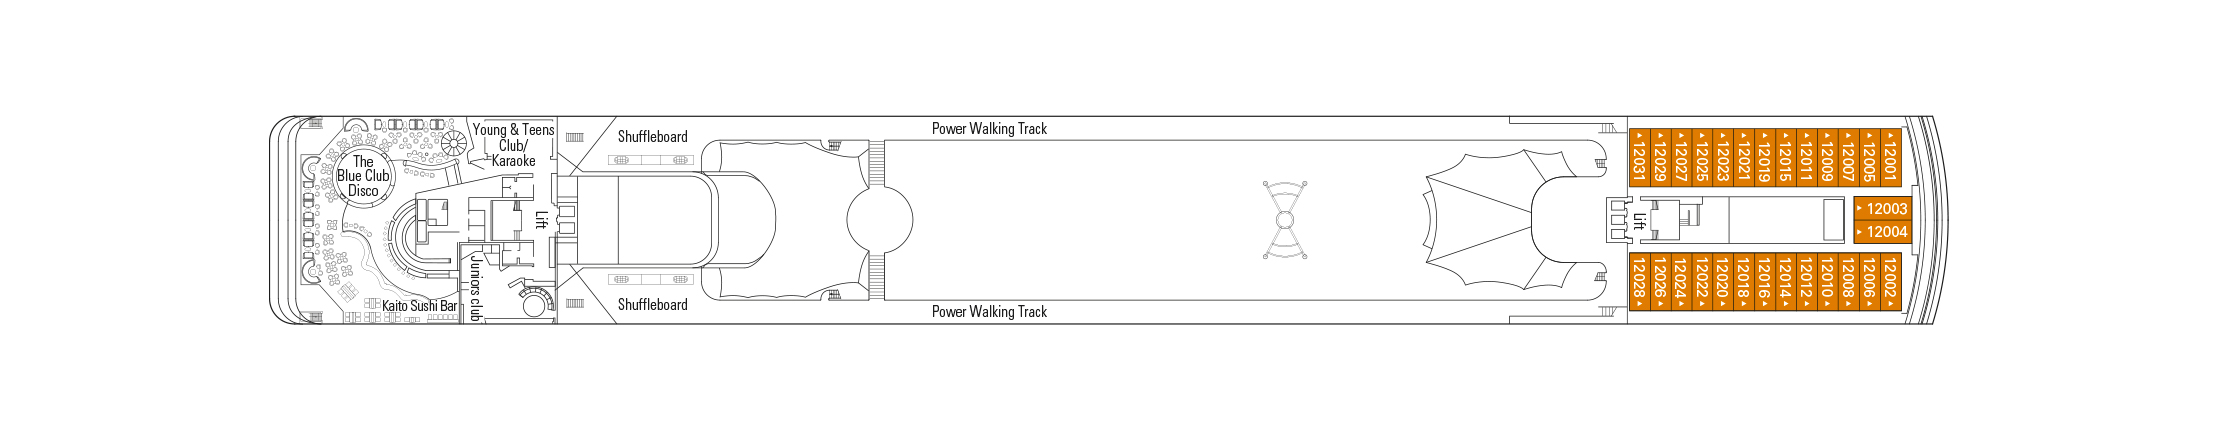 The
Blue Club
Disco
Young & Teens
Club/
Karaoke
Kaito Sushi Bar
Juniors club
Lift
Shuffleboard
Shuffleboard
Power Walking Track
Power Walking Track
Lift
12031
12029
12027
12025
12023
12021
12019
12015
12011
12009
12007
12005
12001
12003
12004
12028
12026
12024
12022
12020
12018
12016
12014
12012
12010
12008
12006
12002